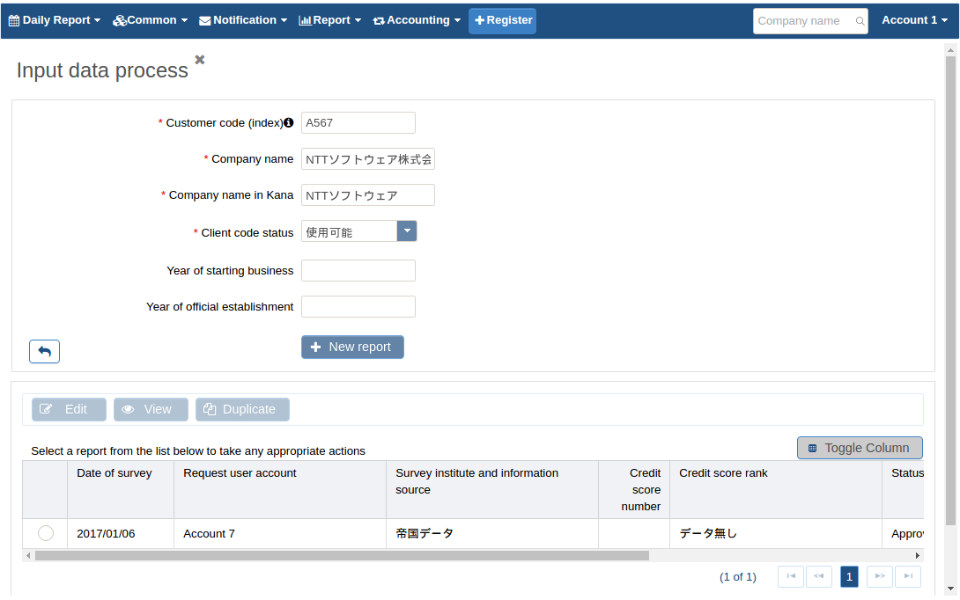 Daily Report Common Notification Report Accounting Register Company name Account 1
Input data process
* Customer code (index) A567
* Company name NTTソフトウェア株式会
* Company name in Kana NTTソフトウェア
* Client code status 使用可能
Year of starting business
Year of official establishment
New report
Edit View Duplicate
Select a report from the list below to take any appropriate actions
Toggle Column
Date of survey Request user account Survey institute and information source Credit score number Credit score rank Status
2017/01/06 Account 7 帝国データ データ無し Approv
(1 of 1) 1